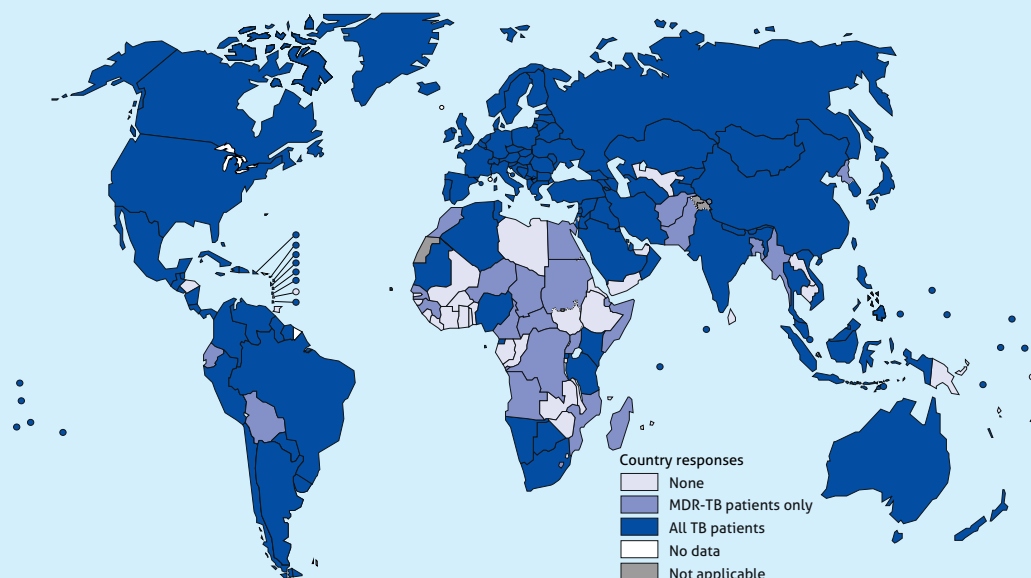 Country responses
None
MDR-TB patients only
All TB patients
No data
Not applicable